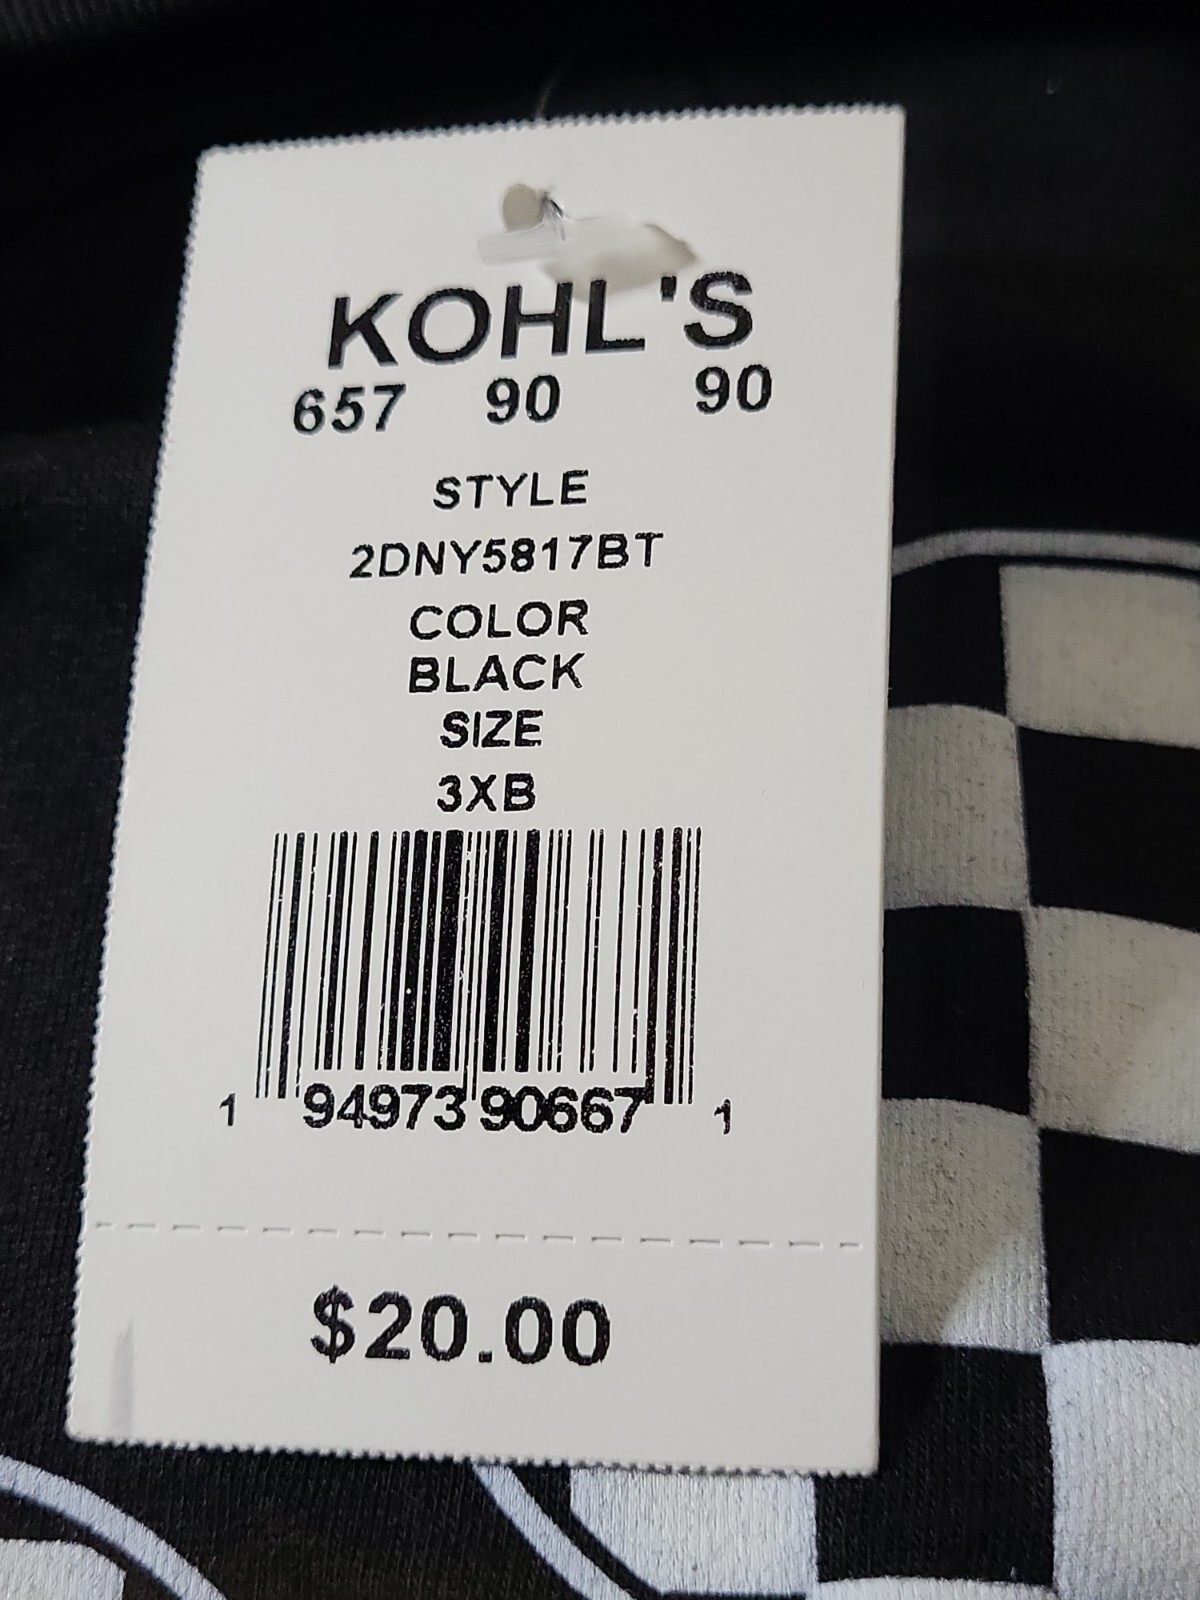 KOHL'S
657 90 90
STYLE
2DNY5817BT
COLOR
BLACK
SIZE
3XB
1 94973 90667 1
$20.00